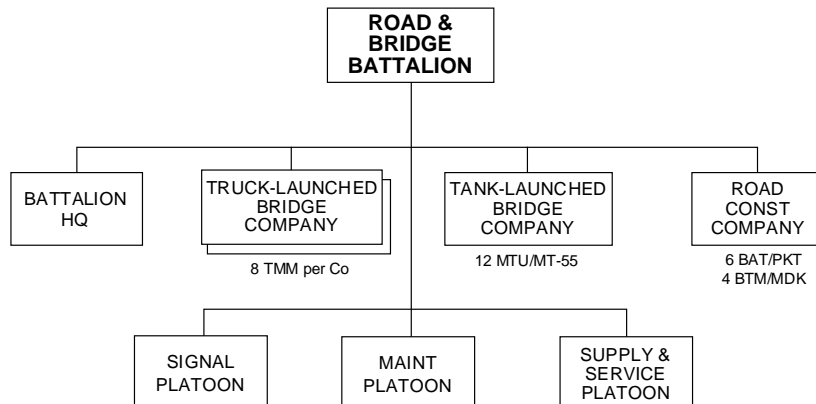 ROAD &
BRIDGE
BATTALION
BATTALION
HQ
TRUCK-LAUNCHED
BRIDGE
COMPANY
8 TMM per Co
TANK-LAUNCHED
BRIDGE
COMPANY
12 MTU/MT-55
ROAD
CONST
COMPANY
6 BAT/PKT
4 BTM/MDK
SIGNAL
PLATOON
MAINT
PLATOON
SUPPLY &
SERVICE
PLATOON